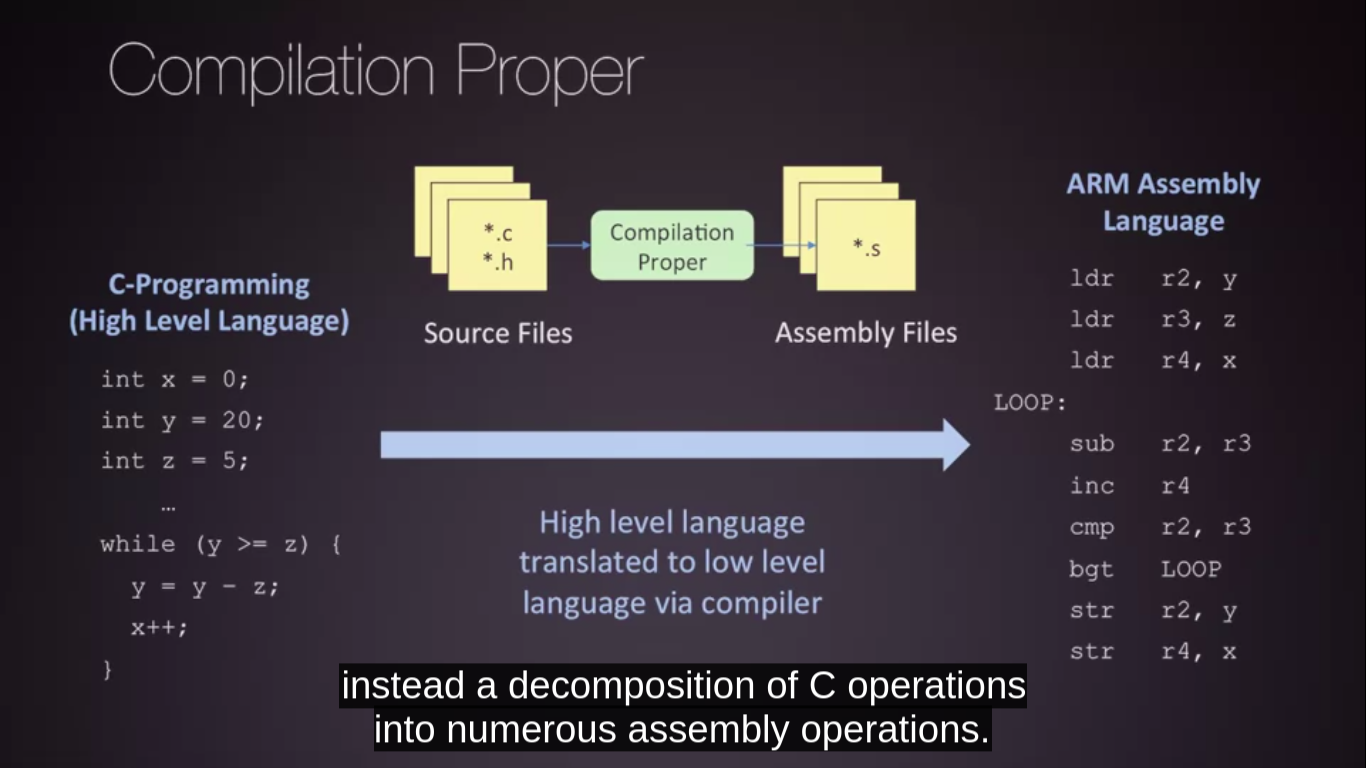 Compilation Proper
*.c
*.h
Compilation
Proper
*.s
Source Files
Assembly Files
C-Programming
(High Level Language)
int x = 0;
int y = 20;
int z = 5;
…
while (y >= z) {
y = y - z;
x++;
}
High level language
translated to low level
language via compiler
ARM Assembly
Language
ldr r2, y
ldr r3, z
ldr r4, x
LOOP:
sub r2, r3
inc r4
cmp r2, r3
bgt LOOP
str r2, y
str r4, x
instead a decomposition of C operations
into numerous assembly operations.